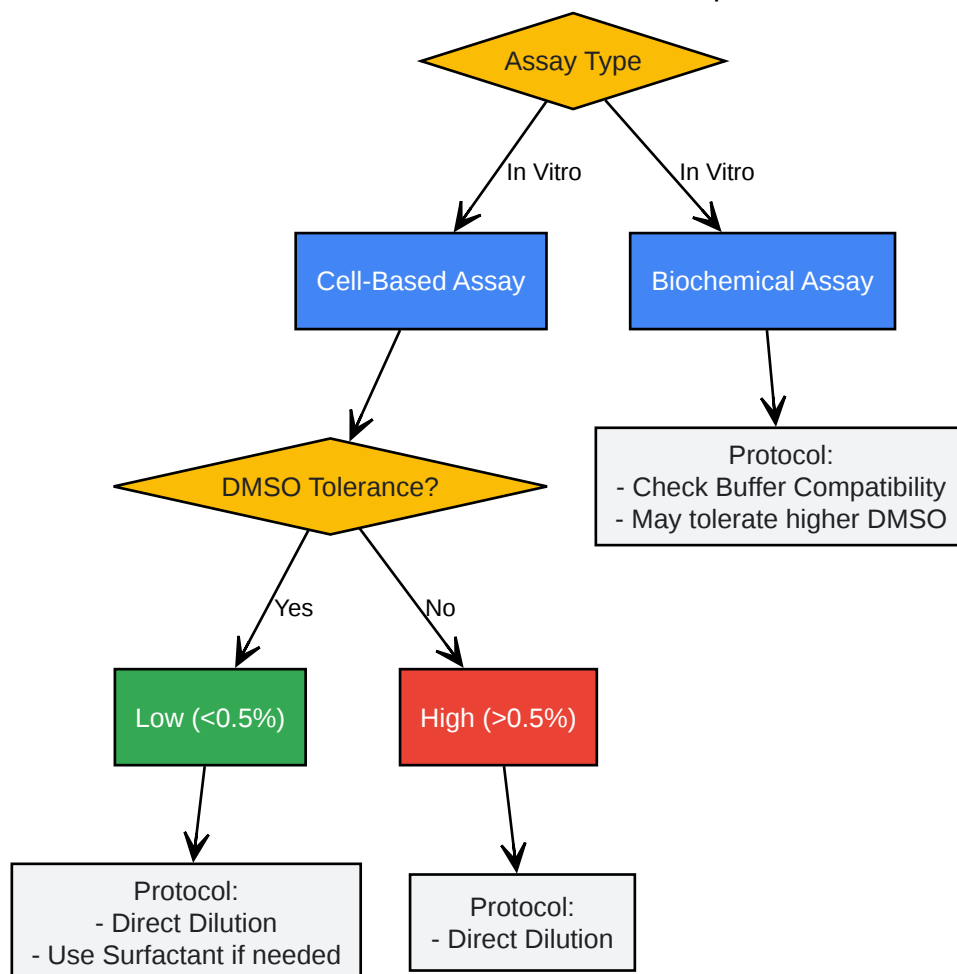 Assay Type
In Vitro
In Vitro
Cell-Based Assay
Biochemical Assay
Protocol:
- Check Buffer Compatibility
- May tolerate higher DMSO
DMSO Tolerance?
Yes
No
Low (<0.5%)
High (>0.5%)
Protocol:
- Direct Dilution
- Use Surfactant if needed
Protocol:
- Direct Dilution